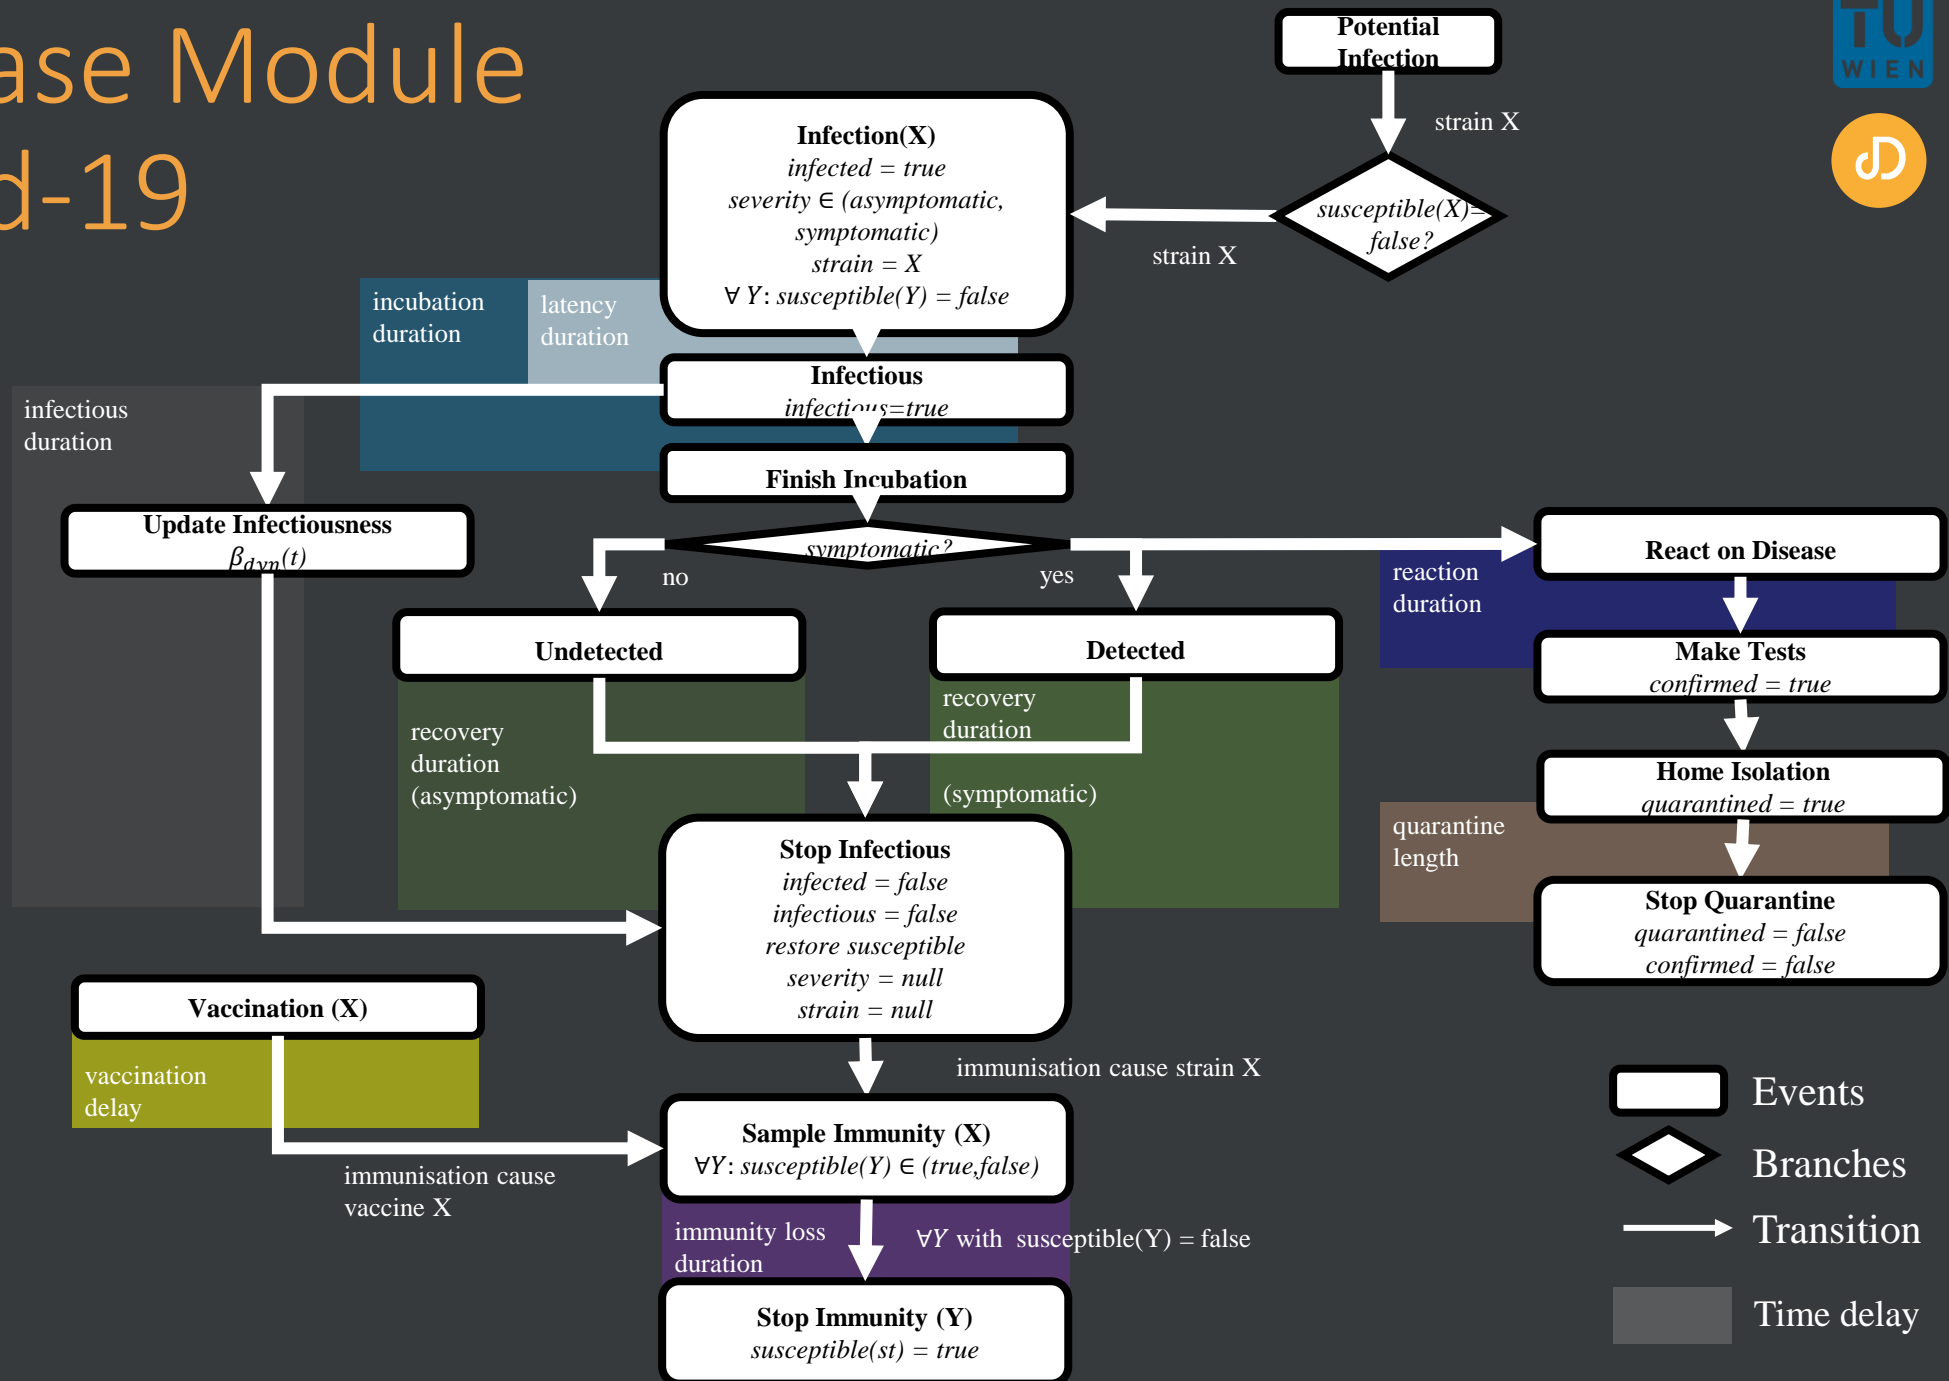 ase Module
d-19
TU
WIEN
Potential
Infection
strain X
susceptible(X)=
false?
strain X
Infection(X)
infected = true
severity ∈ (asymptomatic,
symptomatic)
strain = X
∀ Y: susceptible(Y) = false
incubation
duration
latency
duration
Infectious
infectious=true
infectious
duration
Finish Incubation
Update Infectiousness
βdyn(t)
symptomatic?
no
yes
React on Disease
reaction
duration
Undetected
Detected
Make Tests
confirmed = true
recovery
duration
(asymptomatic)
recovery
duration
(symptomatic)
Home Isolation
quarantined = true
quarantine
length
Stop Infectious
infected = false
infectious = false
restore susceptible
severity = null
strain = null
Stop Quarantine
quarantined = false
confirmed = false
Vaccination (X)
vaccination
delay
immunisation cause strain X
immunisation cause
vaccine X
Sample Immunity (X)
∀Y: susceptible(Y) ∈ (true,false)
immunity loss
duration
∀Y with susceptible(Y) = false
Stop Immunity (Y)
susceptible(st) = true
Events
Branches
Transition
Time delay